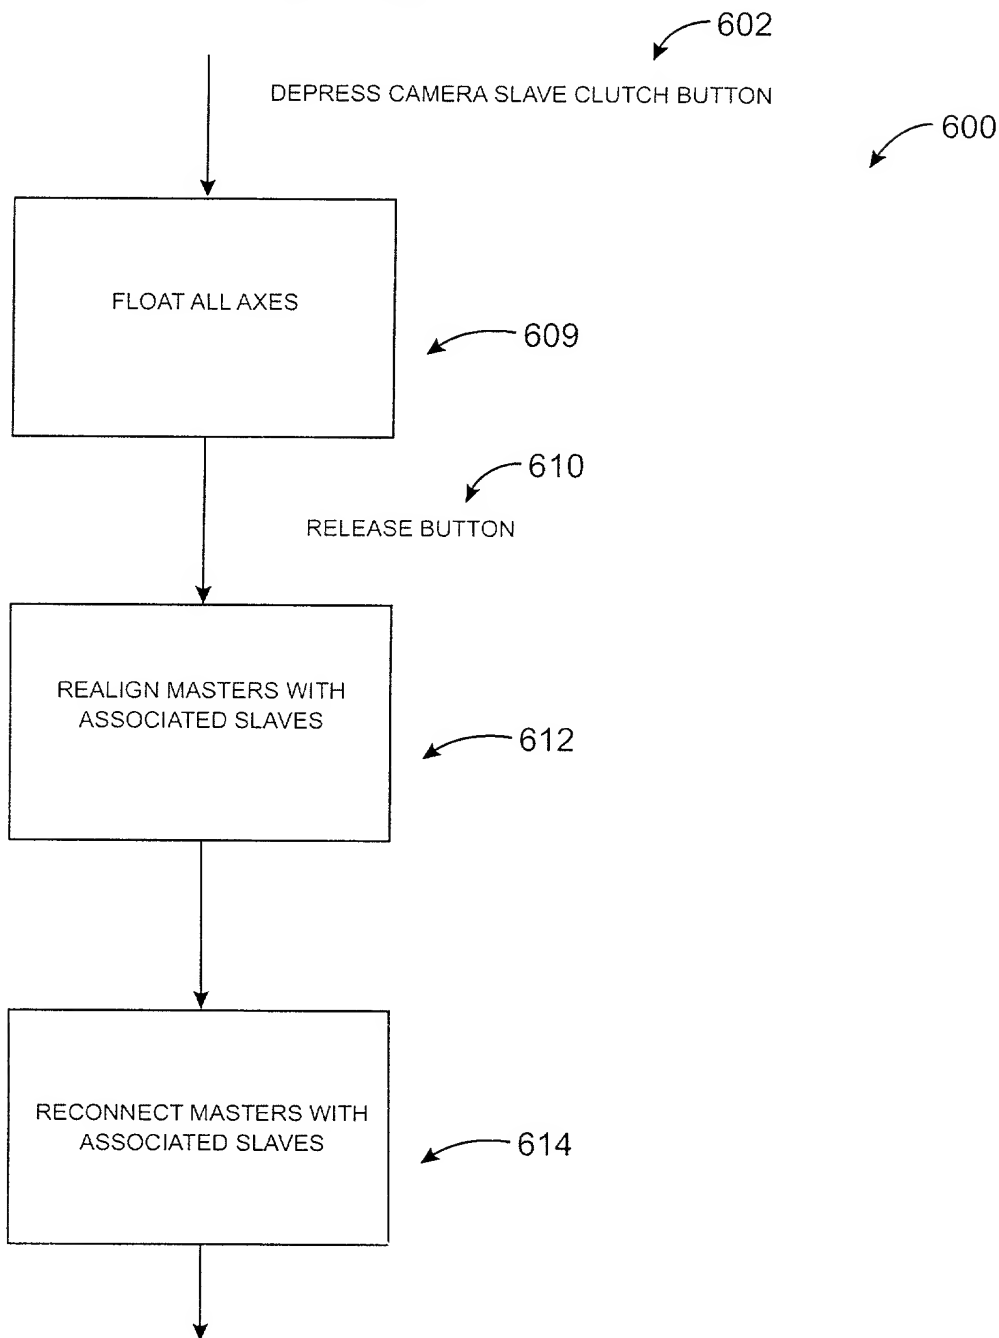 602
DEPRESS CAMERA SLAVE CLUTCH BUTTON
600
FLOAT ALL AXES
609
610
RELEASE BUTTON
REALIGN MASTERS WITH
ASSOCIATED SLAVES
612
RECONNECT MASTERS WITH
ASSOCIATED SLAVES
614